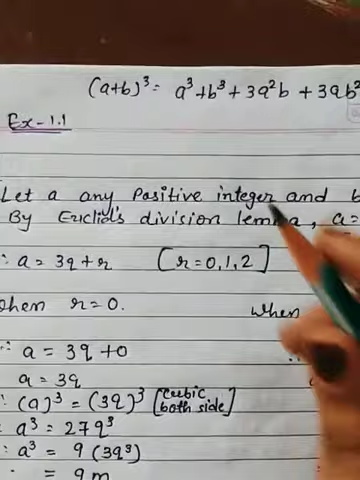 (a+b)³ = a³+b³+3a²b+3ab²
Ex-1.1
Let a any Positive integer and b
By Euclid's division lemma, a=
∴ a = 3q+r [r=0,1,2]
When r=0. When
∴ a = 3q+0
a = 3q
∴ (a)³ = (3q)³ [cubic both side]
a³ = 27q³
∴ a³ = 9(3q³)
= 9m